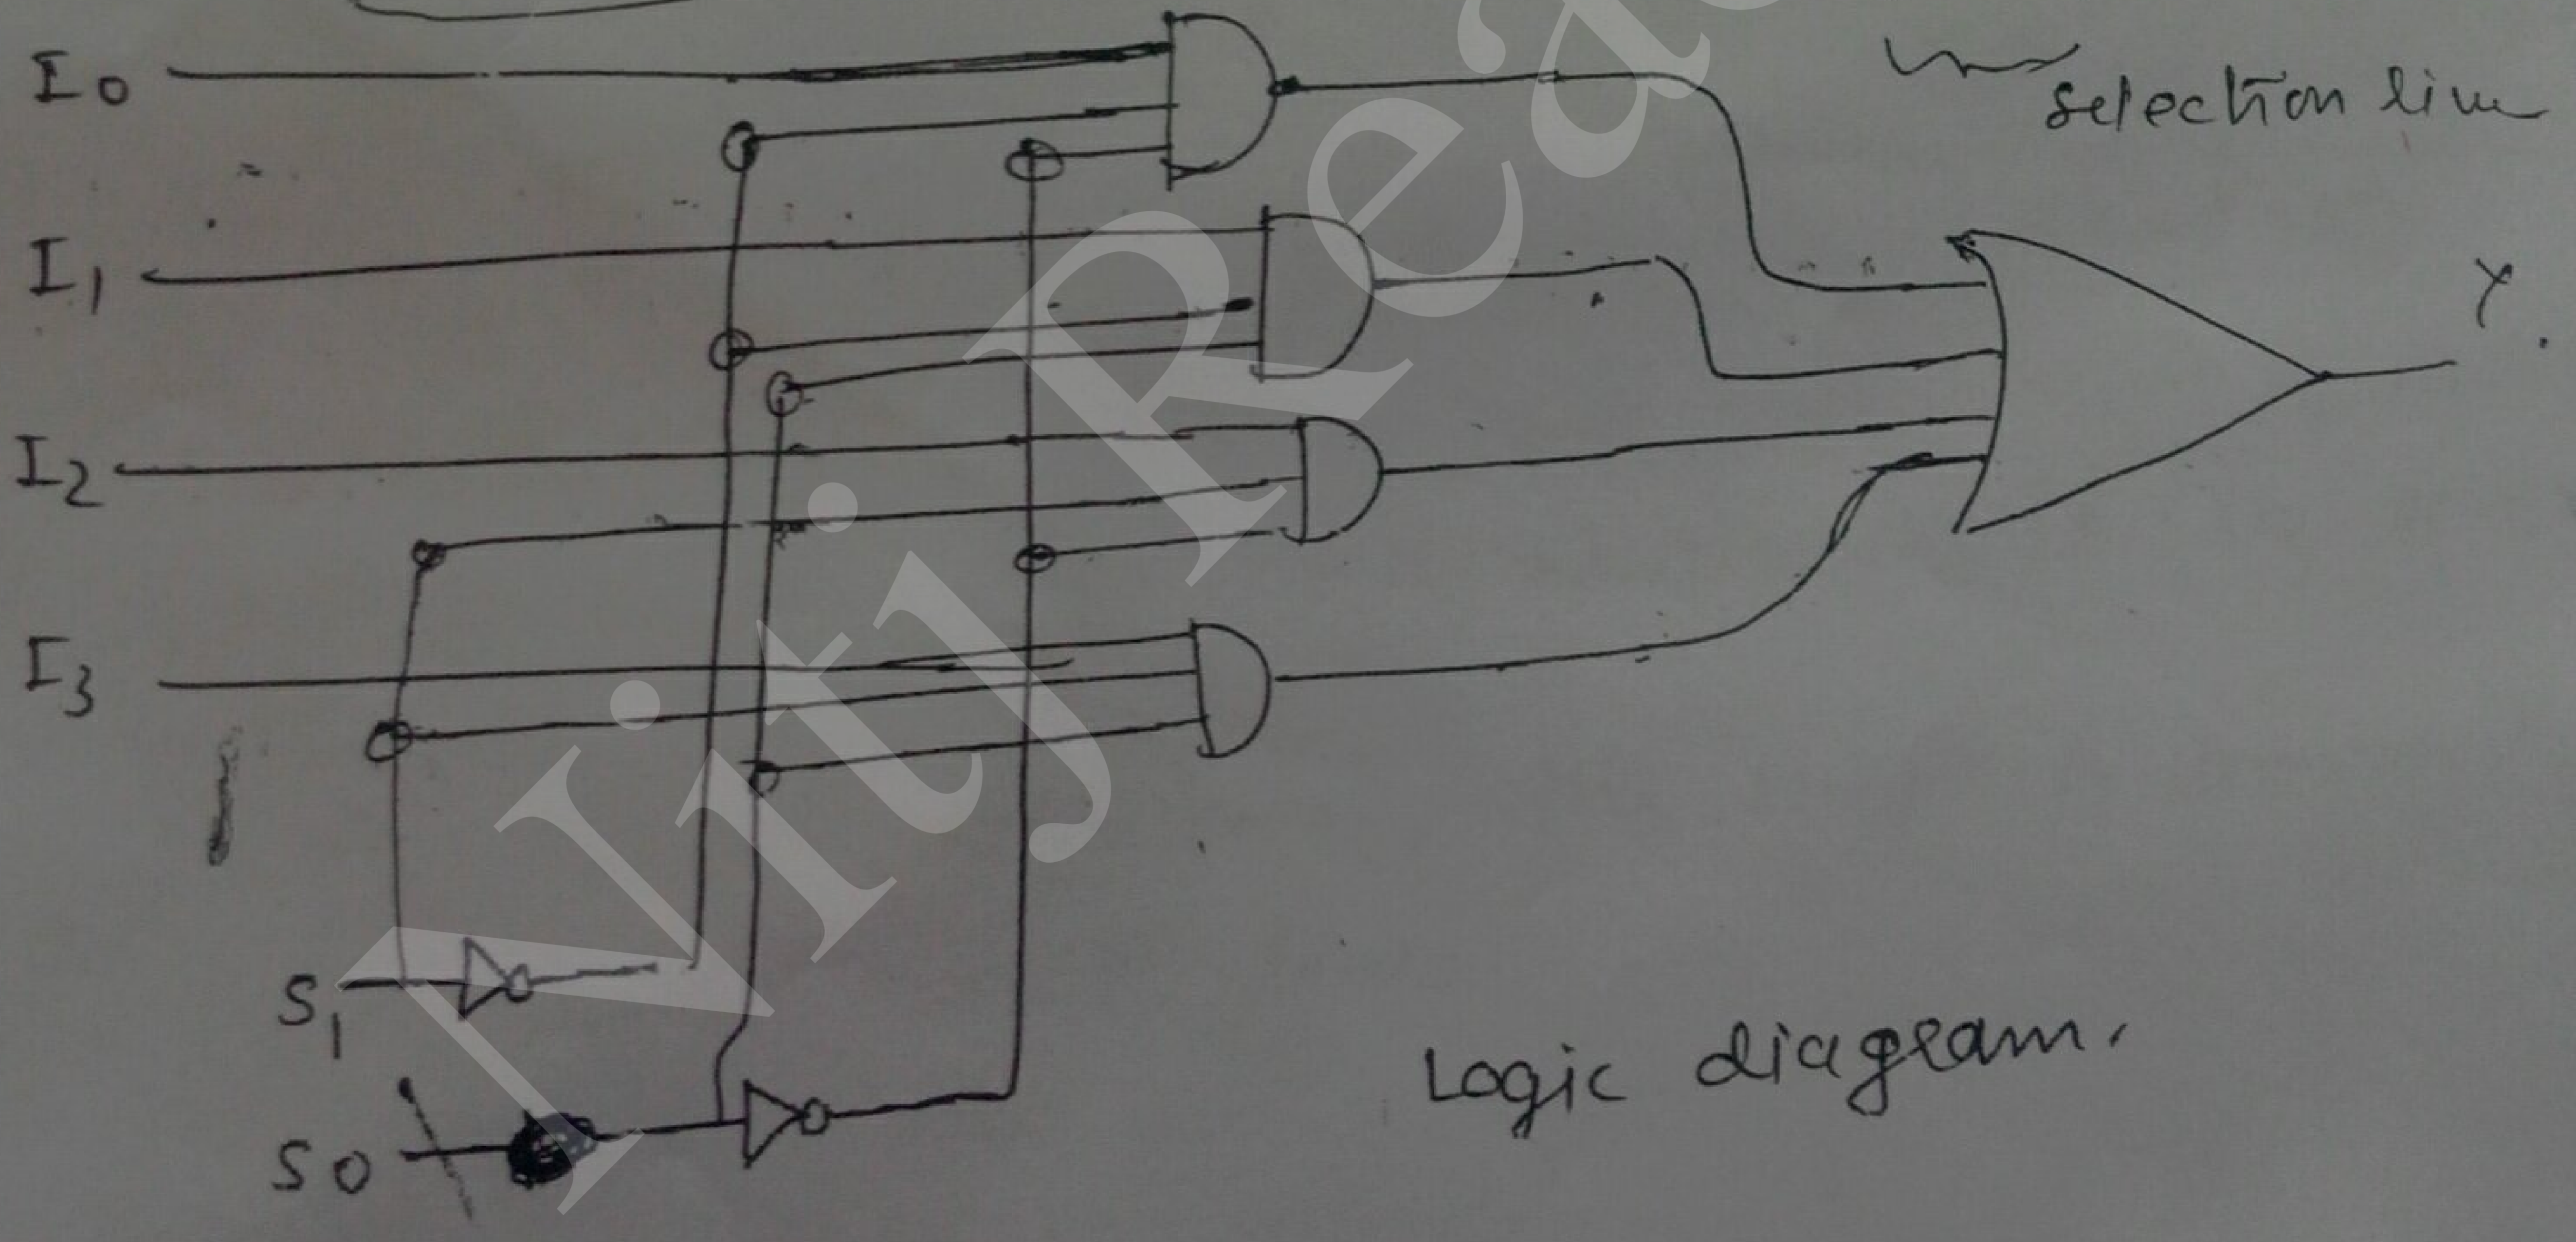 I0
selection line
I1
Y.
I2
I3
S1
Logic diagram.
S0